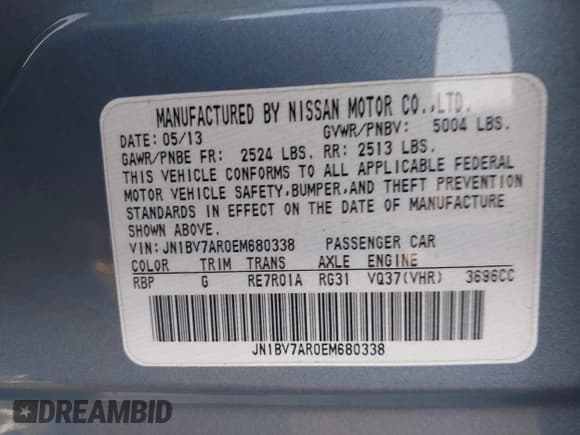 MANUFACTURED BY NISSAN MOTOR CO.,LTD.
DATE: 05/13 GVWR/PNBV: 5004 LBS.
GAWR/PNBE FR: 2524 LBS. RR: 2513 LBS.
THIS VEHICLE CONFORMS TO ALL APPLICABLE FEDERAL
MOTOR VEHICLE SAFETY,BUMPER,AND THEFT PREVENTION
STANDARDS IN EFFECT ON THE DATE OF MANUFACTURE
SHOWN ABOVE.
VIN:JN1BV7AR0EM680338 PASSENGER CAR
COLOR TRIM TRANS AXLE ENGINE
RBP G RE7R01A RG31 VQ37(VHR) 3696CC
JN1BV7AR0EM680338
DREAMBID